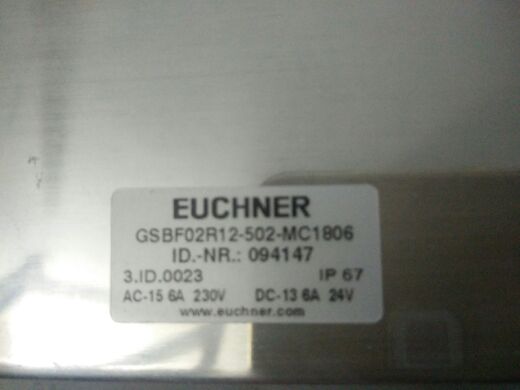 EUCHNER
GSBF02R12-502-MC1806
ID.-NR.: 094147
3.ID.0023 IP 67
AC-15 6A 230V DC-13 6A 24V
www.euchner.com